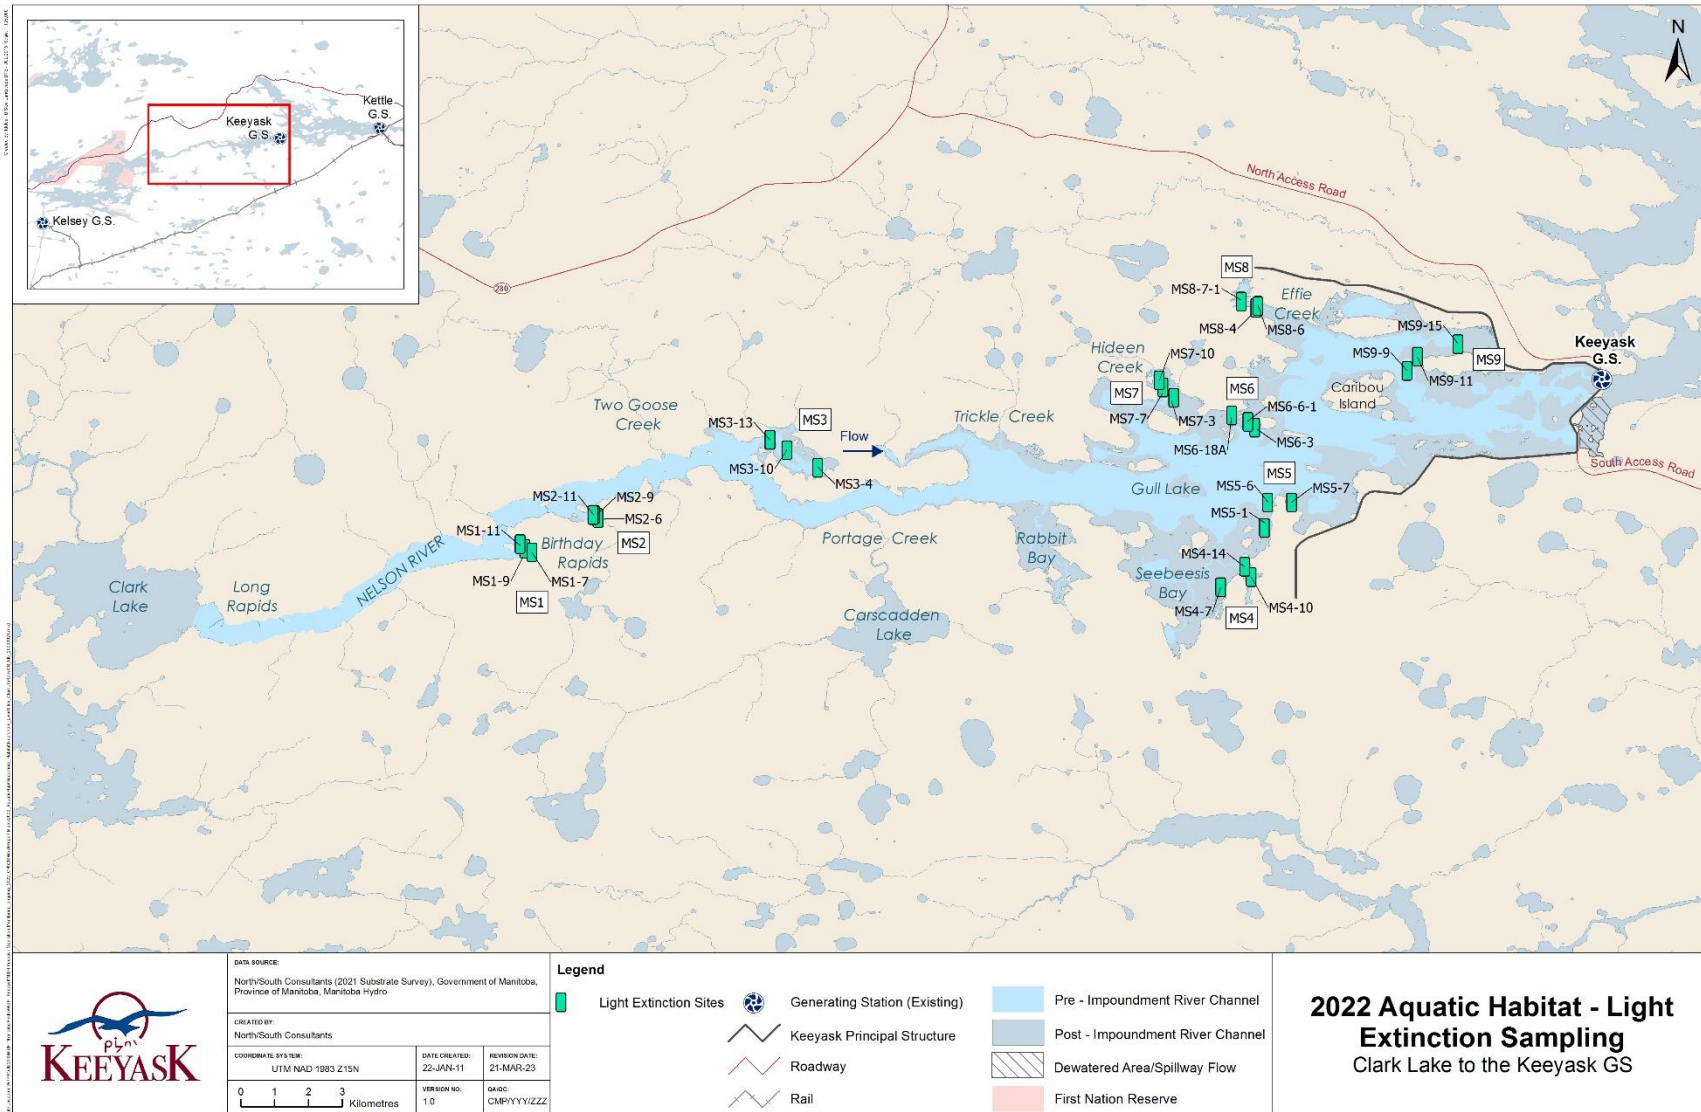 Kettle
G.S.
Keeyask
G.S.
Kelsey G.S.
N
North Access Road
280
MS8
MS8-7-1
Effie
Creek
MS8-4
MS8-6
MS9-15
MS9-9
MS9
MS9-11
Keeyask
G.S.
Hideen
Creek
MS7-10
MS7
MS7-7
MS7-3
MS6
MS6-6-1
MS6-18A
MS6-3
Caribou
Island
Two Goose
Creek
MS3-13
MS3
MS3-10
MS3-4
Flow
Trickle Creek
South Access Road
Gull Lake
MS5
MS5-6
MS5-7
MS5-1
MS2-11
MS2-9
MS2-6
MS2
MS1-11
Birthday
Rapids
MS1-9
MS1-7
MS1
NELSON RIVER
Portage Creek
Rabbit
Bay
MS4-14
Seebeesis
Bay
MS4-7
MS4-10
MS4
Clark
Lake
Long
Rapids
Carscadden
Lake
KEEYASK
DATA SOURCE:
North/South Consultants (2021 Substrate Survey), Government of Manitoba,
Province of Manitoba, Manitoba Hydro
CREATED BY:
North/South Consultants
COORDINATE SYSTEM:
UTM NAD 1983 Z15N
DATE CREATED:
22-JAN-11
REVISION DATE:
21-MAR-23
0 1 2 3 Kilometres
VERSION NO:
1.0
QA/QC:
CMP/YYY/ZZZ
Legend
Light Extinction Sites
Generating Station (Existing)
Keeyask Principal Structure
Roadway
Rail
Pre - Impoundment River Channel
Post - Impoundment River Channel
Dewatered Area/Spillway Flow
First Nation Reserve
2022 Aquatic Habitat - Light
Extinction Sampling
Clark Lake to the Keeyask GS